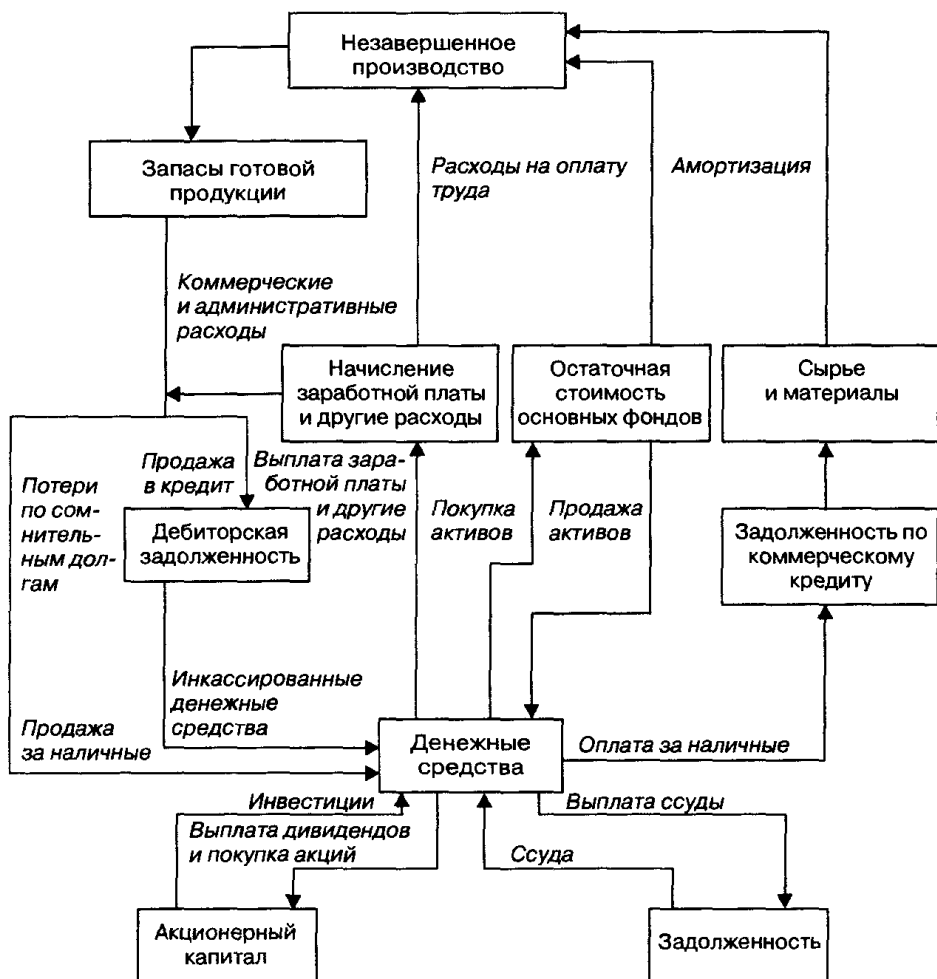 Незавершенное
производство
Запасы готовой
продукции
Расходы на оплату
труда
Амортизация
Коммерческие
и административные
расходы
Начисление
заработной платы
и другие расходы
Остаточная
стоимость
основных фондов
Сырье
и материалы
Потери
по сом-
нитель-
ным дол-
гам
Продажа
в кредит
Выплата зара-
ботной платы
и другие
расходы
Покупка
активов
Продажа
активов
Дебиторская
задолженность
Задолженность по
коммерческому
кредиту
Инкассированные
денежные
средства
Продажа
за наличные
Денежные
средства
Оплата за наличные
Инвестиции
Выплата ссуды
Выплата дивидендов
и покупка акций
Ссуда
Акционерный
капитал
Задолженность